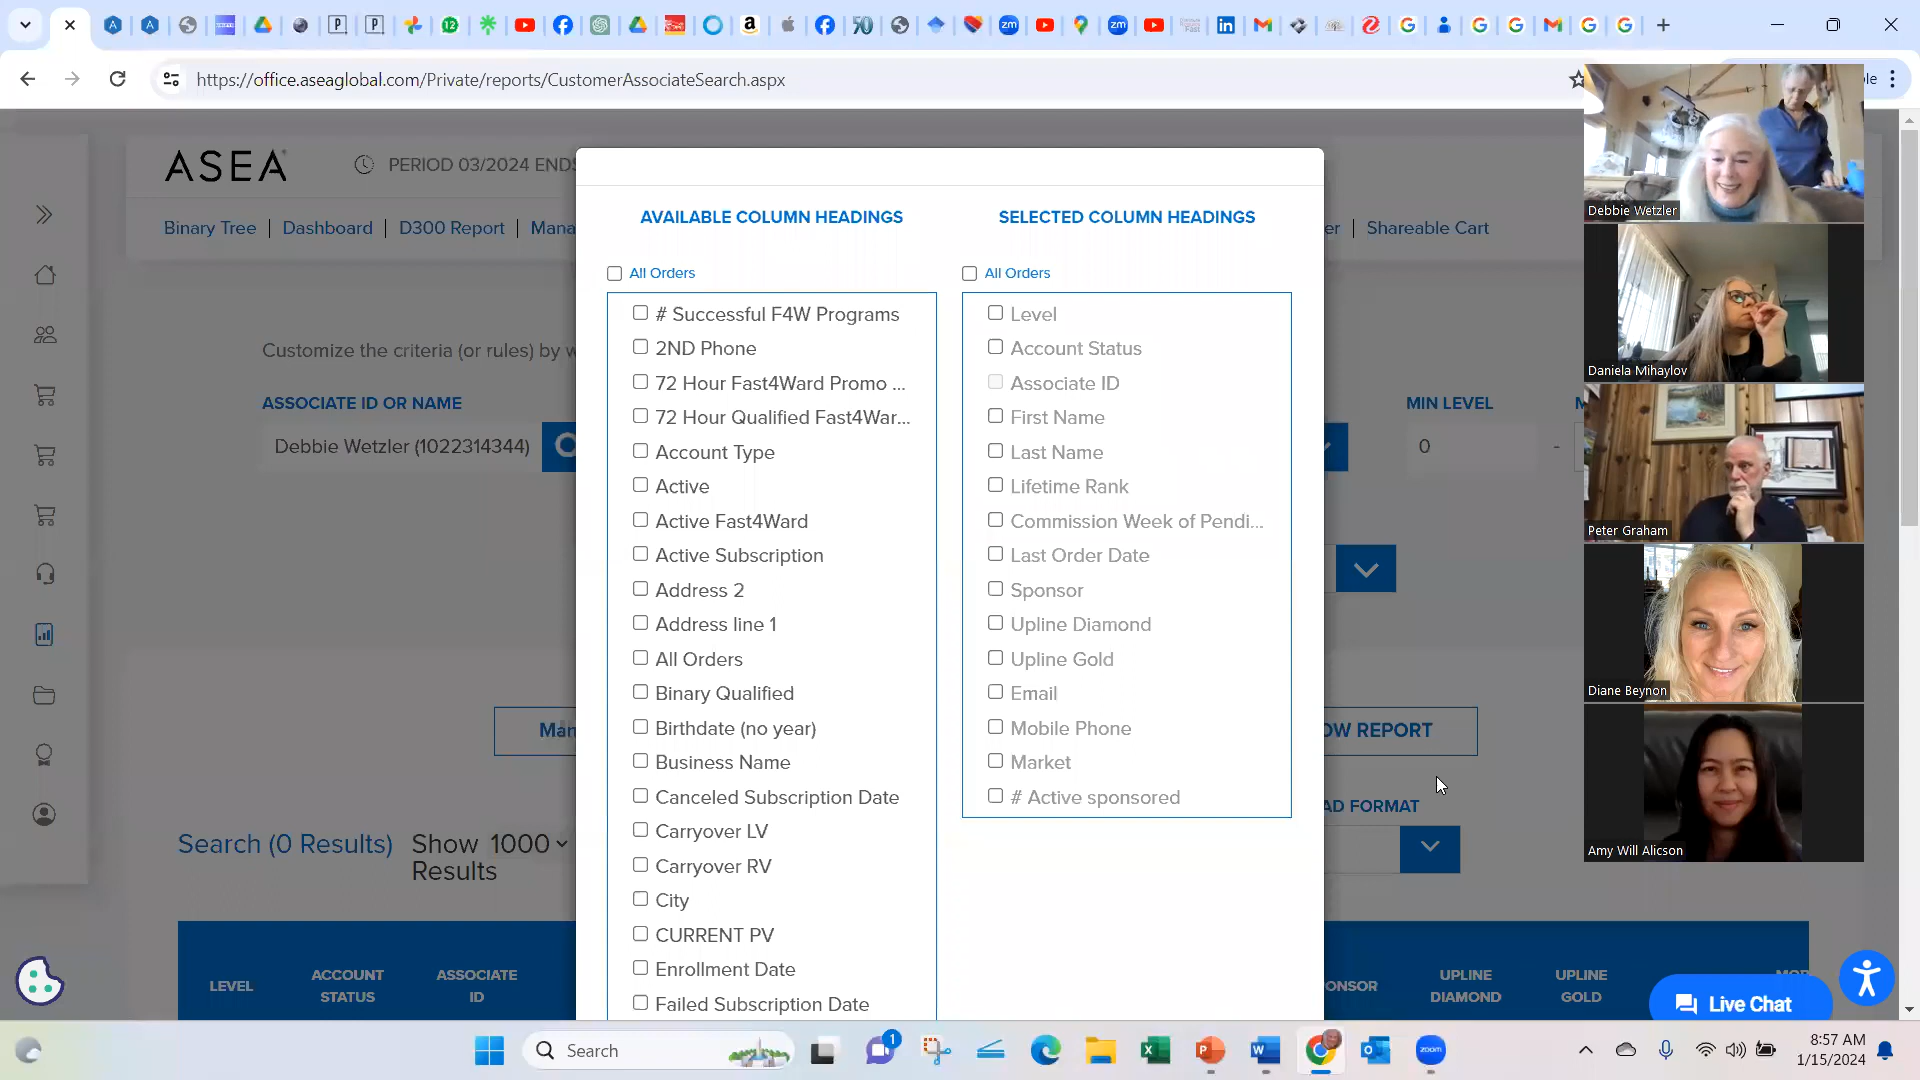 https://office.aseaglobal.com/Private/reports/CustomerAssociateSearch.aspx
ASEA
PERIOD 03/2024 ENDS
Binary Tree
Dashboard
D300 Report
Mana
er
Shareable Cart
Customize the criteria (or rules) by w
ASSOCIATE ID OR NAME
Debbie Wetzler (1022314344)
MIN LEVEL
0
-
AVAILABLE COLUMN HEADINGS
All Orders
# Successful F4W Programs
2ND Phone
72 Hour Fast4Ward Promo ...
72 Hour Qualified Fast4War...
Account Type
Active
Active Fast4Ward
Active Subscription
Address 2
Address line 1
All Orders
Binary Qualified
Birthdate (no year)
Business Name
Canceled Subscription Date
Carryover LV
Carryover RV
City
CURRENT PV
Enrollment Date
Failed Subscription Date
SELECTED COLUMN HEADINGS
All Orders
Level
Account Status
Associate ID
First Name
Last Name
Lifetime Rank
Commission Week of Pendi...
Last Order Date
Sponsor
Upline Diamond
Upline Gold
Email
Mobile Phone
Market
# Active sponsored
Man
OW REPORT
AD FORMAT
Search (0 Results)
Show 1000
Results
LEVEL
ACCOUNT
STATUS
ASSOCIATE
ID
ONSOR
UPLINE
DIAMOND
UPLINE
GOLD
Live Chat
Debbie Wetzler
Daniela Mihaylov
Peter Graham
Diane Beynon
Amy Will Alicson
Search
1
zoom
8:57 AM
1/15/2024